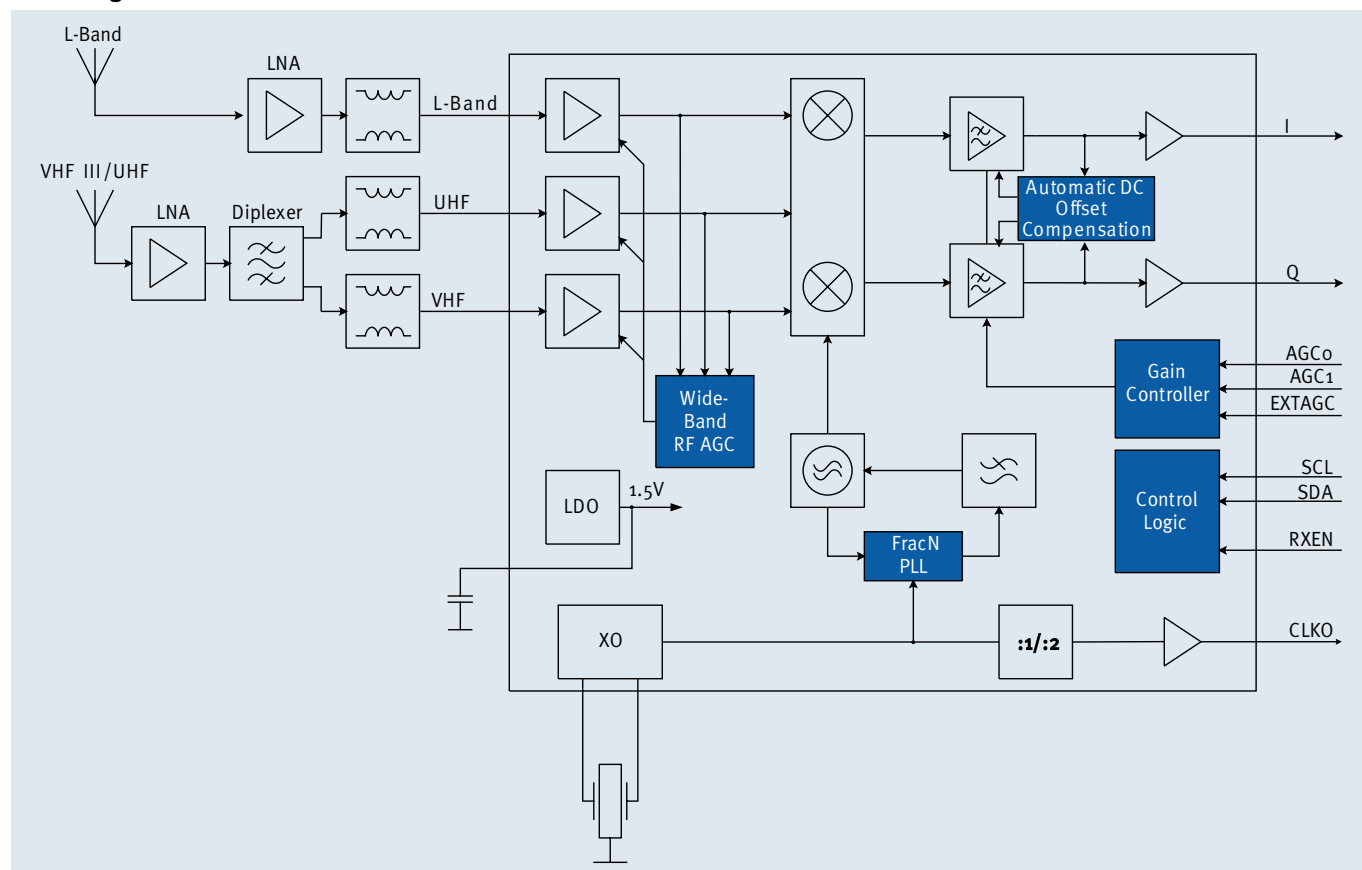 L-Band
LNA
L-Band
VHF III/UHF
LNA
Diplexer
UHF
VHF
Wide-
Band
RF AGC
LDO
1.5V
XO
FracN
PLL
:1/:2
Automatic DC
Offset
Compensation
Gain
Controller
Control
Logic
I
Q
AGC0
AGC1
EXTAGC
SCL
SDA
RXEN
CLKO